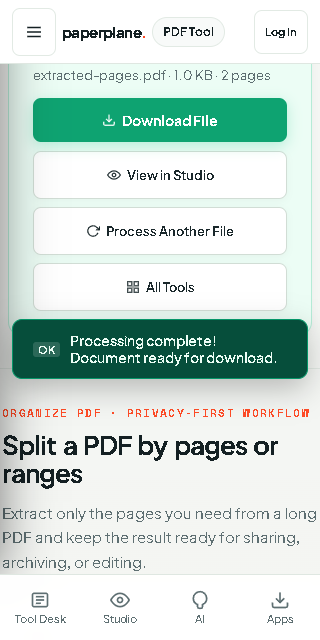 paperplane.
PDF Tool
Log In
extracted-pages.pdf · 1.0 KB · 2 pages
Download File
View in Studio
Process Another File
All Tools
OK
Processing complete!
Document ready for download.
ORGANIZE PDF · PRIVACY-FIRST WORKFLOW
Split a PDF by pages or
ranges
Extract only the pages you need from a long
PDF and keep the result ready for sharing,
archiving, or editing.
Tool Desk
Studio
AI
Apps